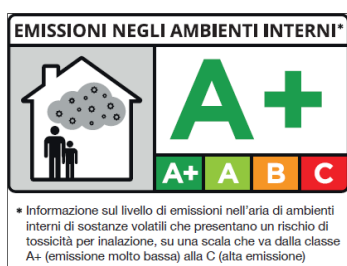 EMISSIONI NEGLI AMBIENTI INTERNI*
A+
A+ A B C
* Informazione sul livello di emissioni nell'aria di ambienti
interni di sostanze volatili che presentano un rischio di
tossicità per inalazione, su una scala che va dalla classe
A+ (emissione molto bassa) alla C (alta emissione)